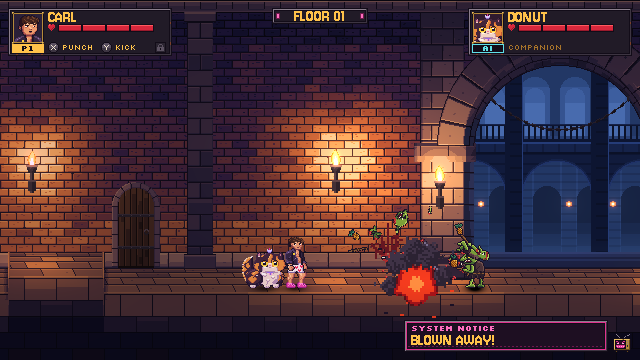 CARL
P1
X PUNCH Y KICK
FLOOR 01
DONUT
AI
COMPANION
SYSTEM NOTICE
BLOWN AWAY!